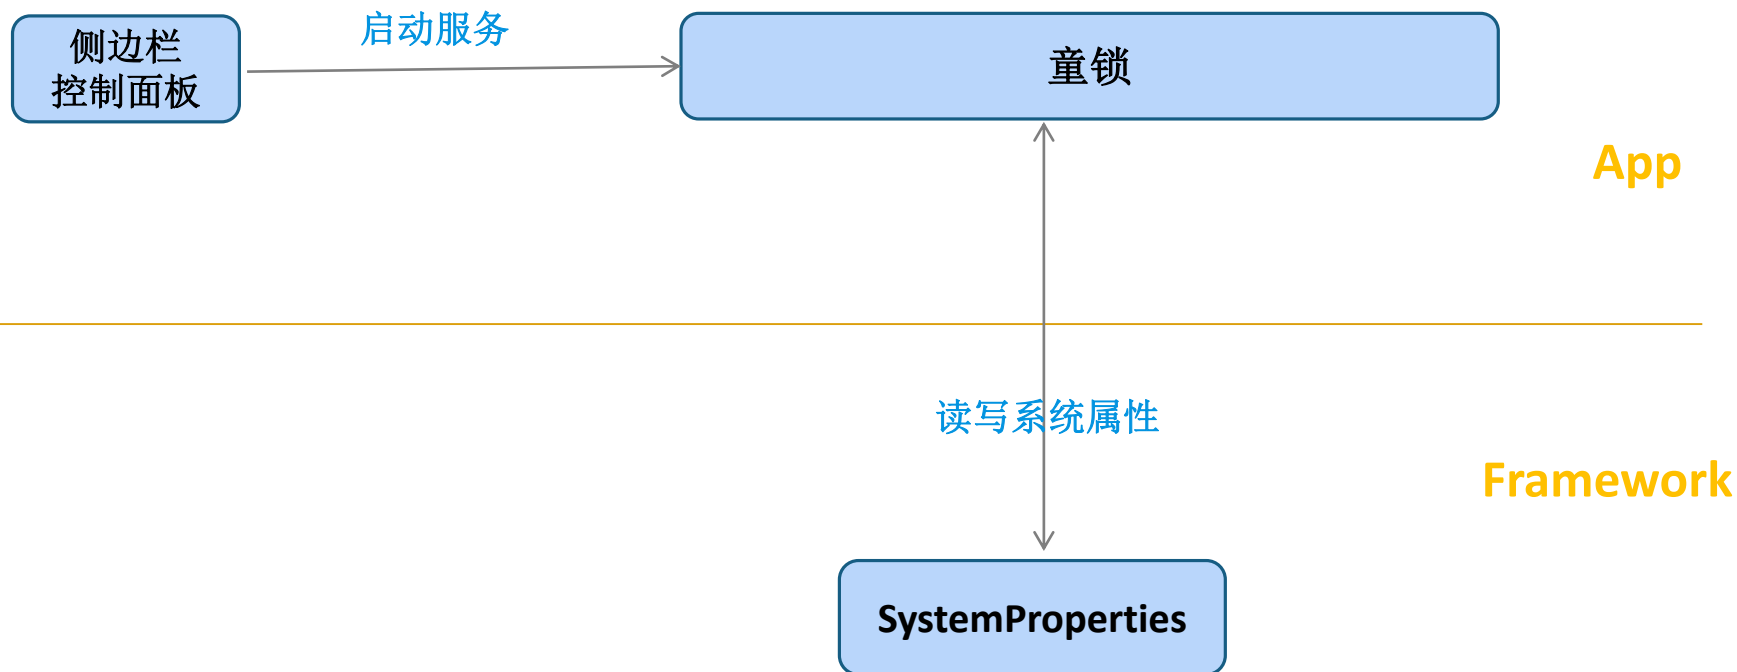 侧边栏
控制面板
启动服务
童锁
App
读写系统属性
Framework
SystemProperties